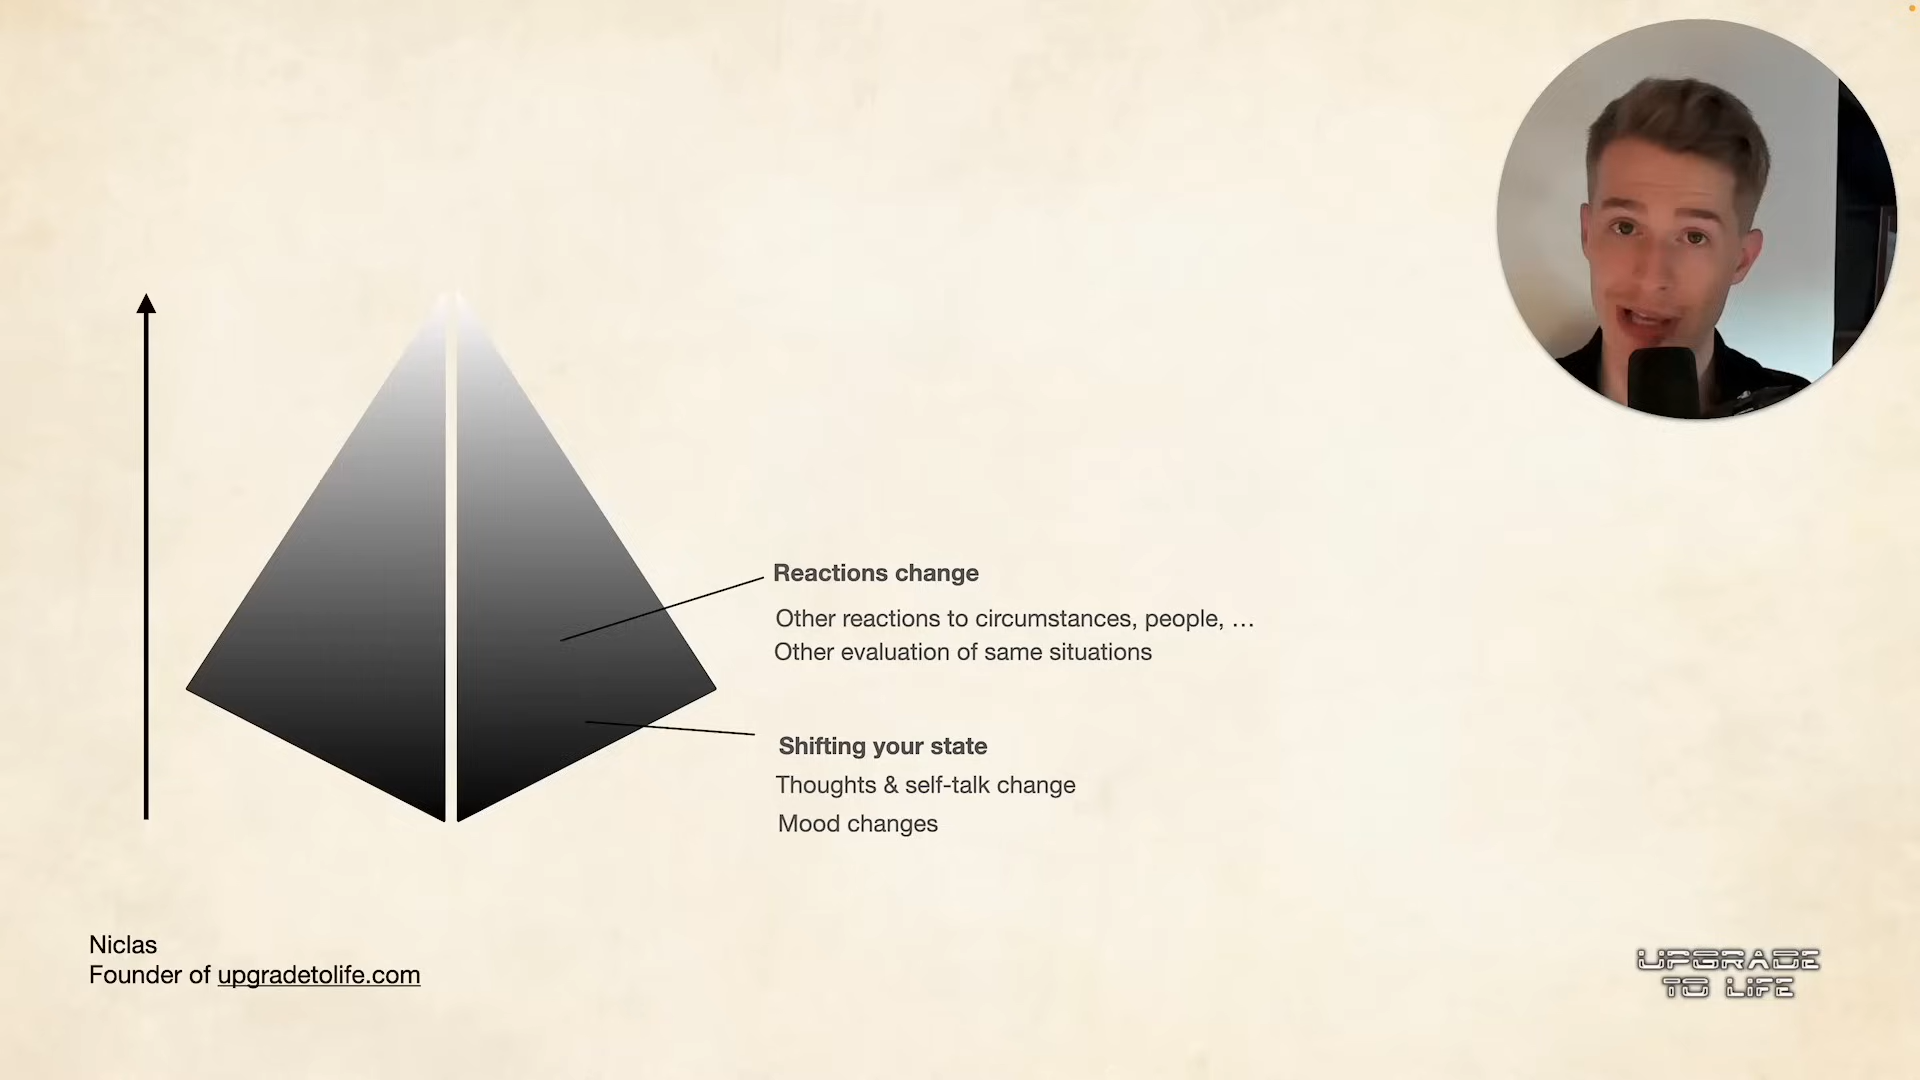 Reactions change
Other reactions to circumstances, people, …
Other evaluation of same situations
Shifting your state
Thoughts & self-talk change
Mood changes
Niclas
Founder of upgradetolife.com
UPGRADE
TO LIFE